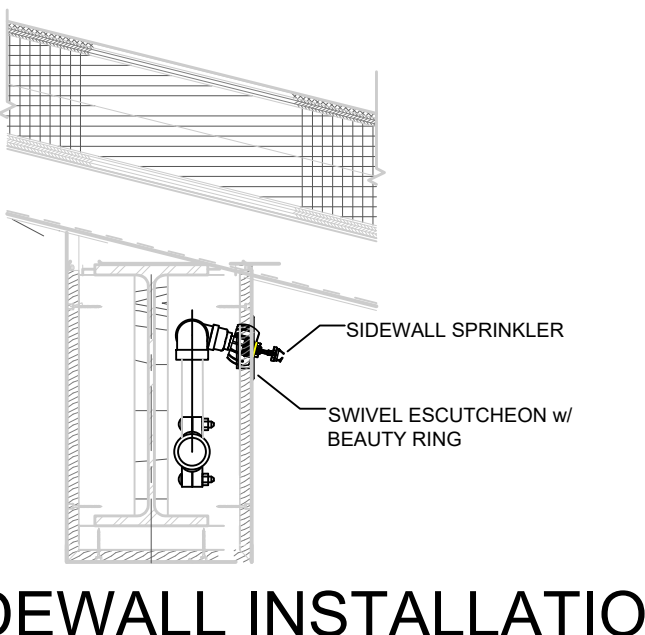 SIDEWALL SPRINKLER
SWIVEL ESCUTCHEON w/
BEAUTY RING
DEWALL INSTALLATIO